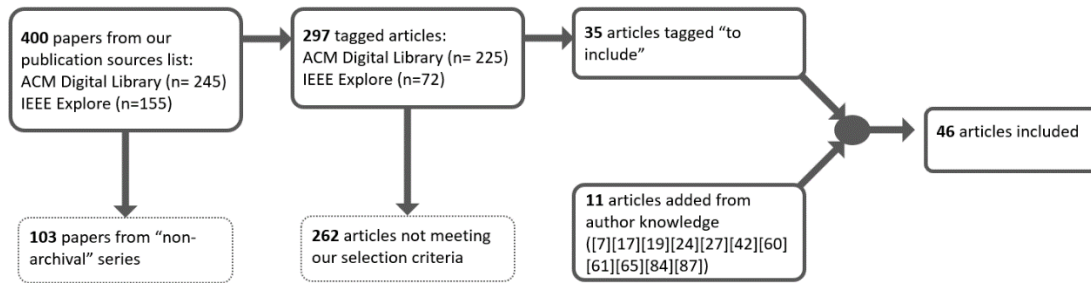 400 papers from our
publication sources list:
ACM Digital Library (n= 245)
IEEE Explore (n=155)
297 tagged articles:
ACM Digital Library (n= 225)
IEEE Explore (n=72)
35 articles tagged “to
include”
46 articles included
103 papers from “non-
archival” series
262 articles not meeting
our selection criteria
11 articles added from
author knowledge
([7][17][19][24][27][42][60]
[61][65][84][87])